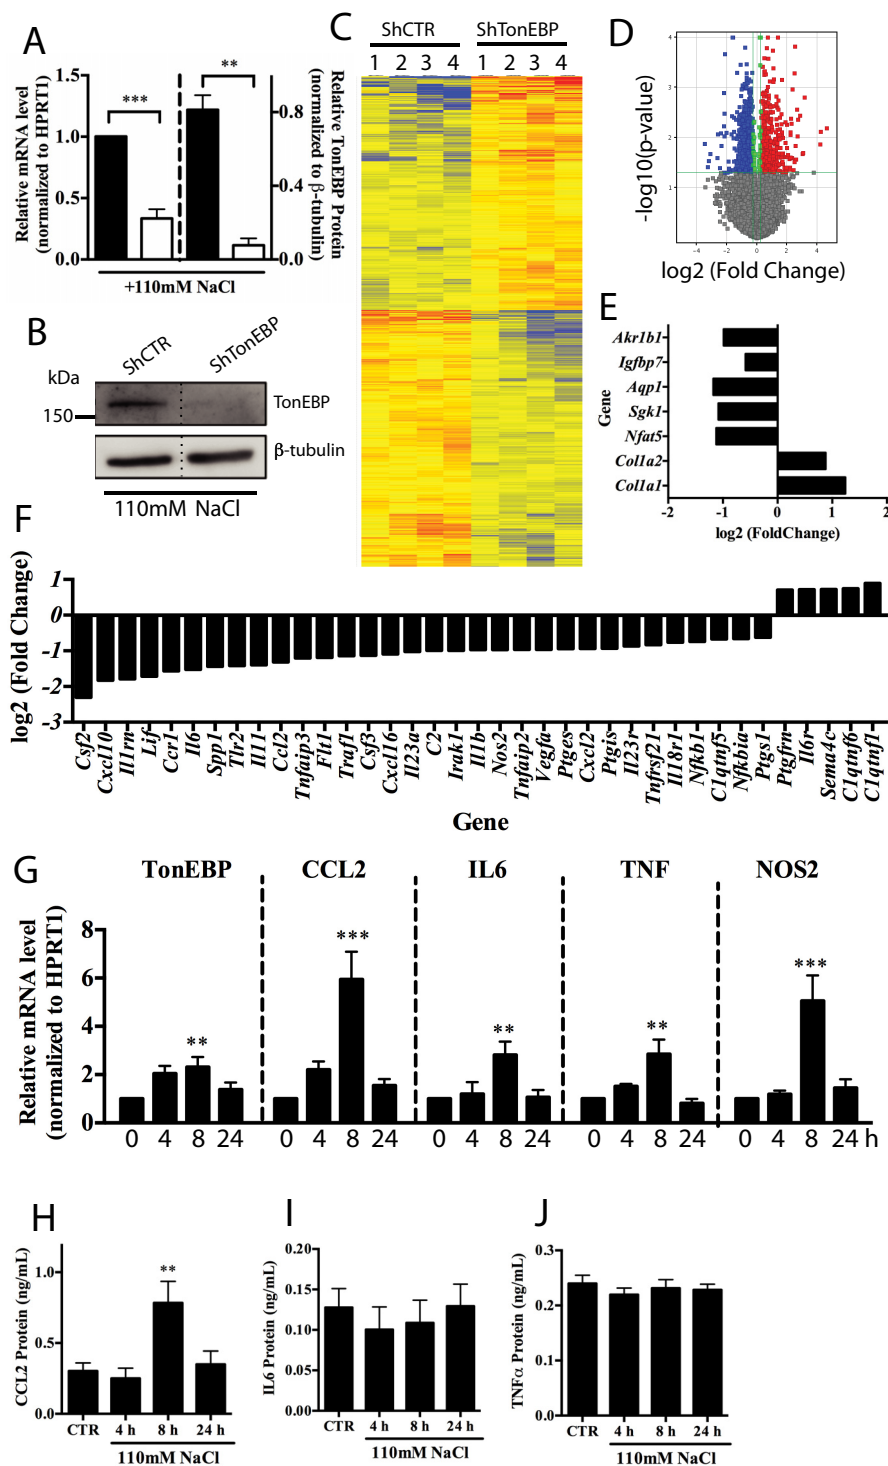 A
Relative mRNA level
(normalized to HPRT1)
1.5
1.0
0.5
0.0
***
**
0.8
0.4
0.0
Relative TonEBP Protein
(normalized to β-tubulin)
+110mM NaCl
B
ShCTR
ShTonEBP
kDa
150
TonEBP
β-tubulin
110mM NaCl
C
ShCTR
ShTonEBP
1 2 3 4 1 2 3 4
D
-log10(p-value)
4
3
2
1
-4 -2 0 2 4
log2 (Fold Change)
E
Gene
Akr1b1
Igfbp7
Aqp1
Sgk1
Nfat5
Col1a2
Col1a1
-2 -1 0 1 2
log2 (FoldChange)
F
log2 (Fold Change)
1
0
-1
-2
-3
Csf2 Cxcl10 Il1rn Lif Ccr1 Il6 Spp1 Tlr2 Il11 Ccl2 Tnfaip3 Flt1 Traf1 Csf3 Cxcl16 Il23a C2 Irak1 Il1b Nos2 Tnfaip2 Vegfa Ptges Cxcl2 Ptgis Il23r Tnfrsf21 Il18r1 Nfkb1 C1qtnf5 Nfkbia Ptgs1 Ptgfrn Il6r Sema4c C1qtnf6 C1qtnf1
Gene
G
TonEBP CCL2 IL6 TNF NOS2
Relative mRNA level
(normalized to HPRT1)
8
6
4
2
0
** *** ** ** ***
0 4 8 24 0 4 8 24 0 4 8 24 0 4 8 24 0 4 8 24 h
H
CCL2 Protein (ng/mL)
1.0
0.5
0.0
**
CTR 4 h 8 h 24 h
110mM NaCl
I
IL6 Protein (ng/mL)
0.20
0.15
0.10
0.05
0.00
CTR 4 h 8 h 24 h
110mM NaCl
J
TNFα Protein (ng/mL)
0.3
0.2
0.1
0.0
CTR 4 h 8 h 24 h
110mM NaCl